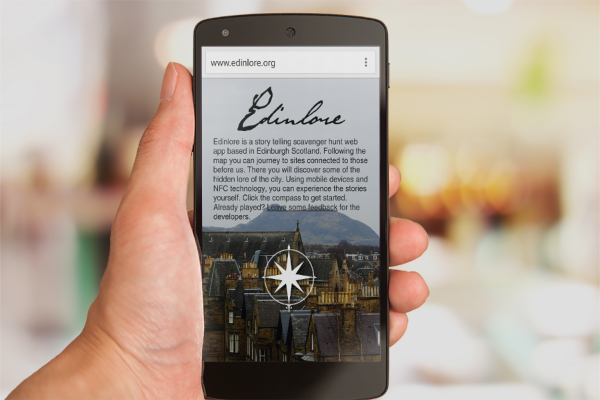 www.edinlore.org
Edinlore
Edinlore is a story telling scavenger hunt web
app based in Edinburgh Scotland. Following the
map you can journey to sites connected to those
before us. There you will discover some of the
hidden lore of the city. Using mobile devices and
NFC technology, you can experience the stories
yourself. Click the compass to get started.
Already played? Leave some feedback for the
developers.